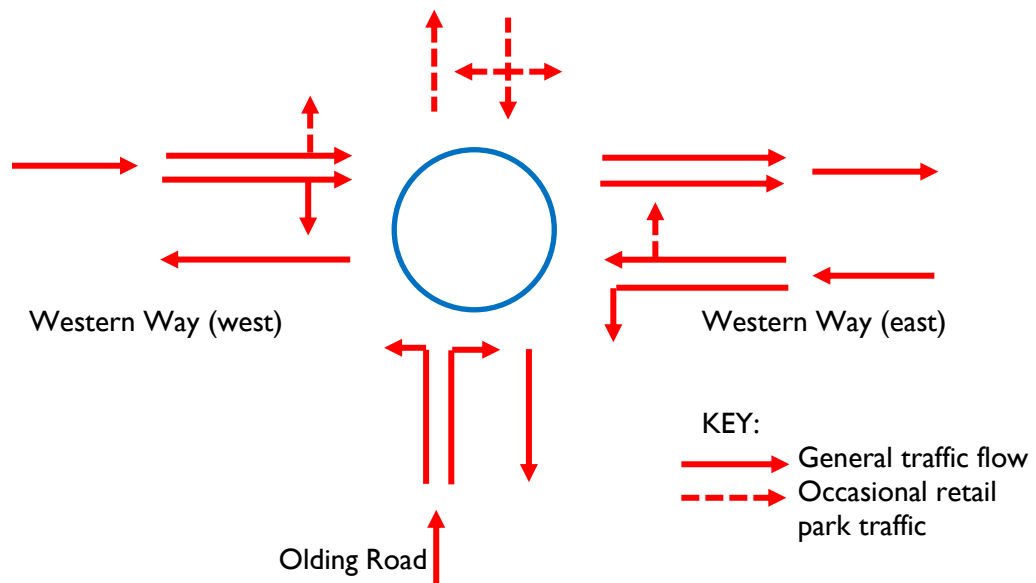 Western Way (west)
Western Way (east)
KEY:
General traffic flow
Occasional retail
park traffic
Olding Road